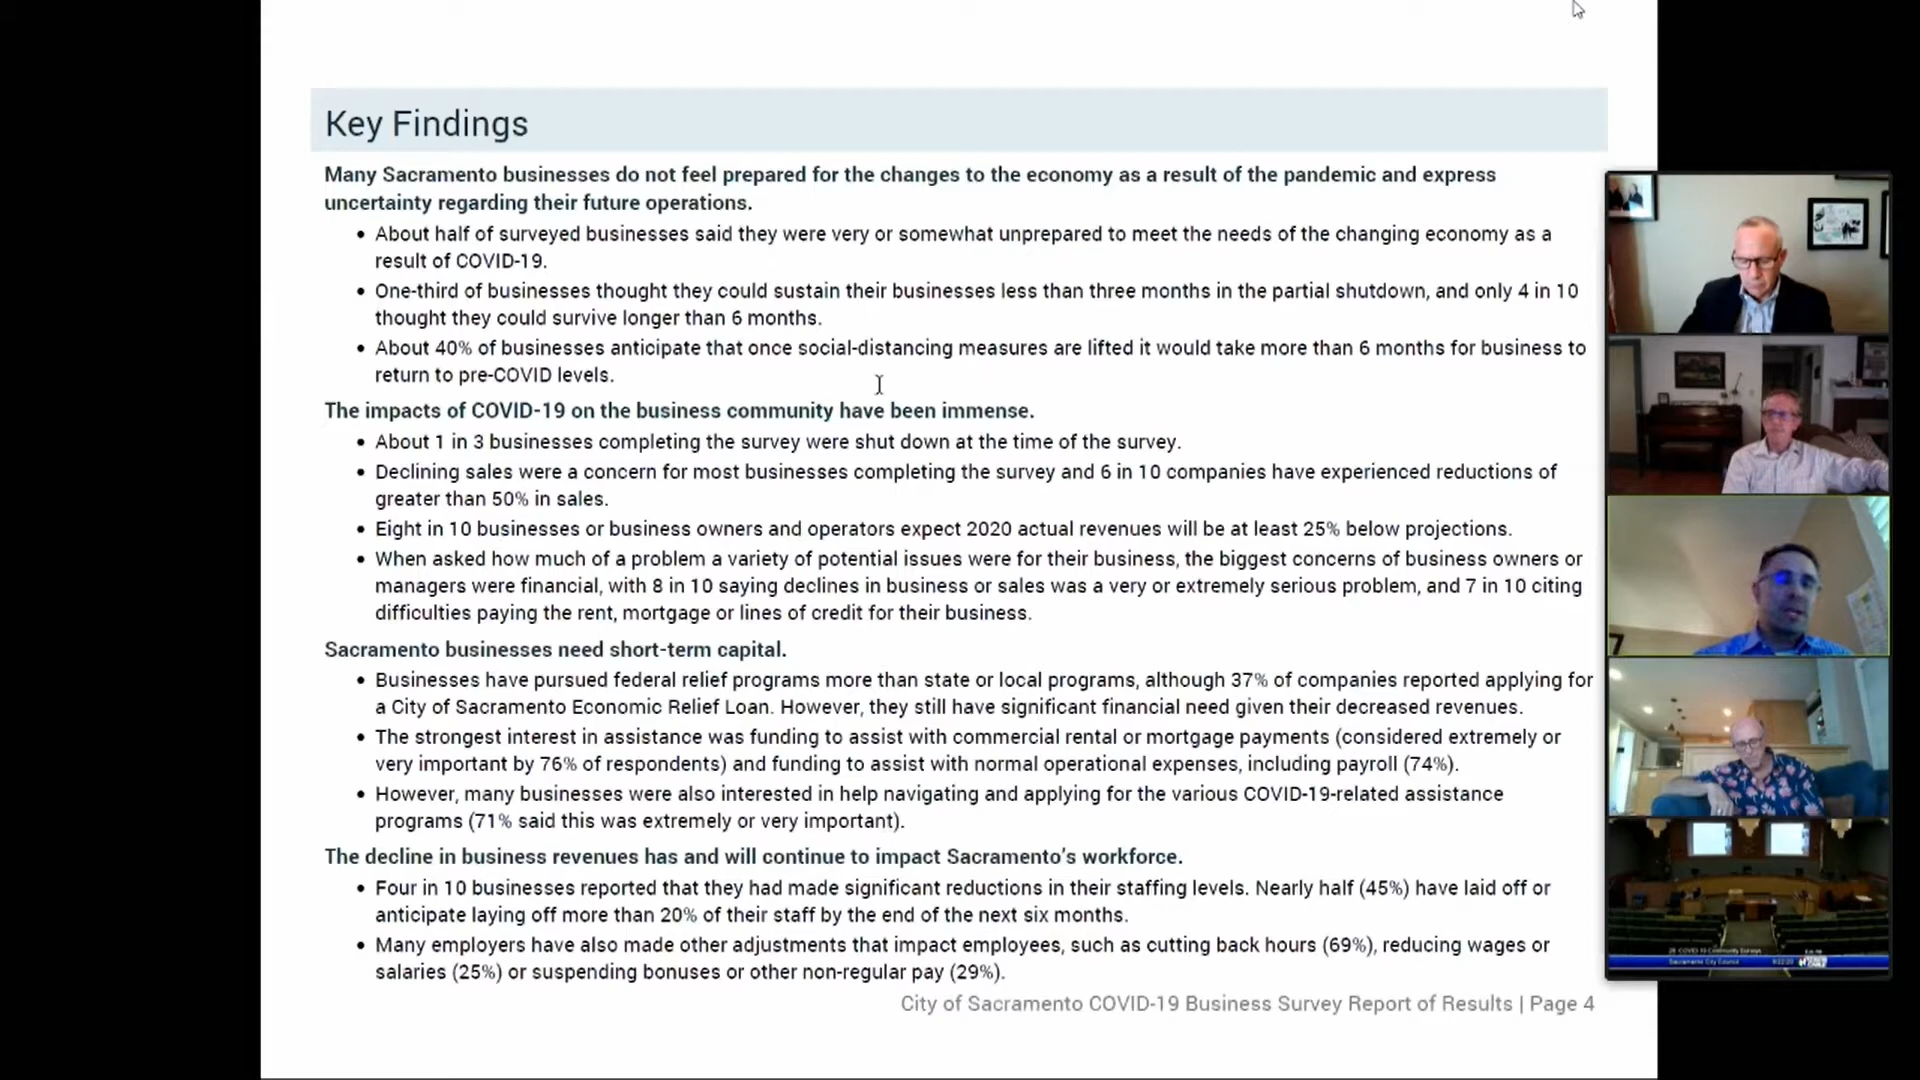 Key Findings
Many Sacramento businesses do not feel prepared for the changes to the economy as a result of the pandemic and express
uncertainty regarding their future operations.
• About half of surveyed businesses said they were very or somewhat unprepared to meet the needs of the changing economy as a
result of COVID-19.
• One-third of businesses thought they could sustain their businesses less than three months in the partial shutdown, and only 4 in 10
thought they could survive longer than 6 months.
• About 40% of businesses anticipate that once social-distancing measures are lifted it would take more than 6 months for business to
return to pre-COVID levels.
The impacts of COVID-19 on the business community have been immense.
• About 1 in 3 businesses completing the survey were shut down at the time of the survey.
• Declining sales were a concern for most businesses completing the survey and 6 in 10 companies have experienced reductions of
greater than 50% in sales.
• Eight in 10 businesses or business owners and operators expect 2020 actual revenues will be at least 25% below projections.
• When asked how much of a problem a variety of potential issues were for their business, the biggest concerns of business owners or
managers were financial, with 8 in 10 saying declines in business or sales was a very or extremely serious problem, and 7 in 10 citing
difficulties paying the rent, mortgage or lines of credit for their business.
Sacramento businesses need short-term capital.
• Businesses have pursued federal relief programs more than state or local programs, although 37% of companies reported applying for
a City of Sacramento Economic Relief Loan. However, they still have significant financial need given their decreased revenues.
• The strongest interest in assistance was funding to assist with commercial rental or mortgage payments (considered extremely or
very important by 76% of respondents) and funding to assist with normal operational expenses, including payroll (74%).
• However, many businesses were also interested in help navigating and applying for the various COVID-19-related assistance
programs (71% said this was extremely or very important).
The decline in business revenues has and will continue to impact Sacramento's workforce.
• Four in 10 businesses reported that they had made significant reductions in their staffing levels. Nearly half (45%) have laid off or
anticipate laying off more than 20% of their staff by the end of the next six months.
• Many employers have also made other adjustments that impact employees, such as cutting back hours (69%), reducing wages or
salaries (25%) or suspending bonuses or other non-regular pay (29%).
City of Sacramento COVID-19 Business Survey Report of Results | Page 4
COVID-19 Community Surveys
Sacramento City Council